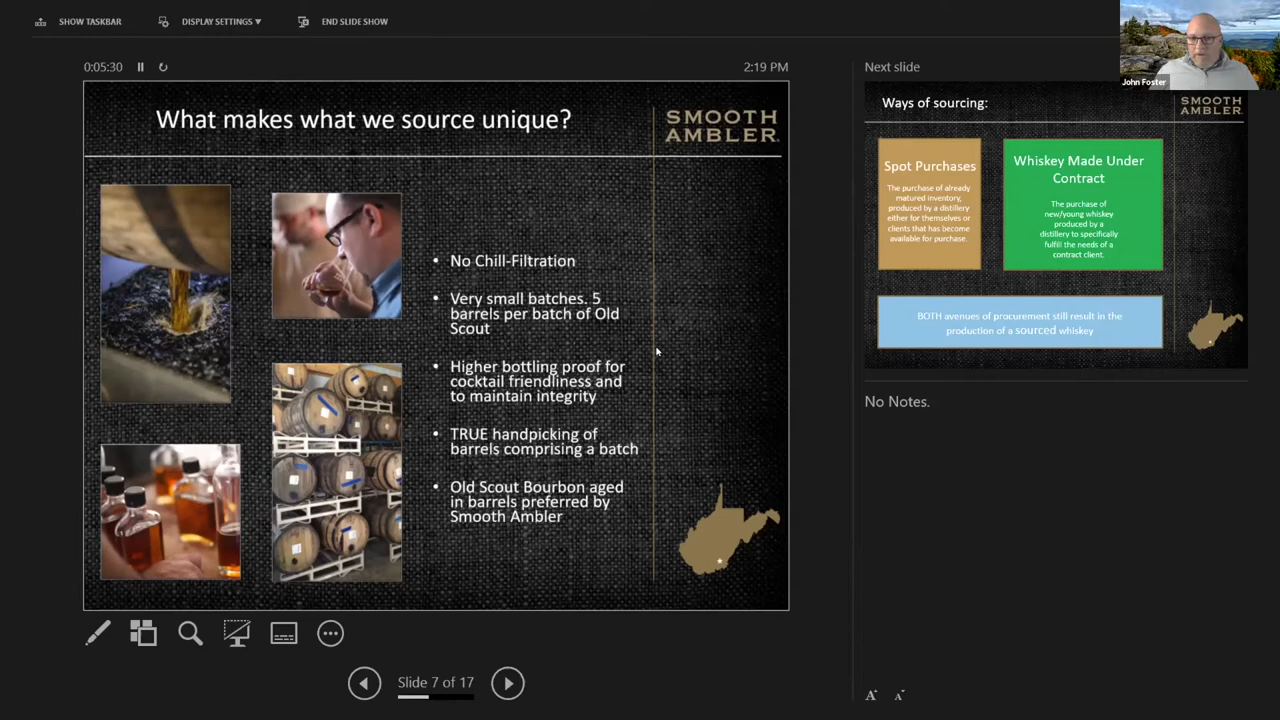 SHOW TASKBAR
DISPLAY SETTINGS ▼
END SLIDE SHOW
John Foster
0:05:30
2:19 PM
What makes what we source unique?
SMOOTH
AMBLER.
• No Chill-Filtration
• Very small batches. 5
barrels per batch of Old
Scout
• Higher bottling proof for
cocktail friendliness and
to maintain integrity
• TRUE handpicking of
barrels comprising a batch
• Old Scout Bourbon aged
in barrels preferred by
Smooth Ambler
Slide 7 of 17
Next slide
Ways of sourcing:
SMOOTH
AMBLER.
Spot Purchases
The purchase of already
matured inventory,
produced by a distillery
either for themselves or
clients that has become
available for purchase.
Whiskey Made Under
Contract
The purchase of
new/young whiskey
produced by a
distillery to specifically
fulfill the needs of a
contract client.
BOTH avenues of procurement still result in the
production of a sourced whiskey
No Notes.
A
A